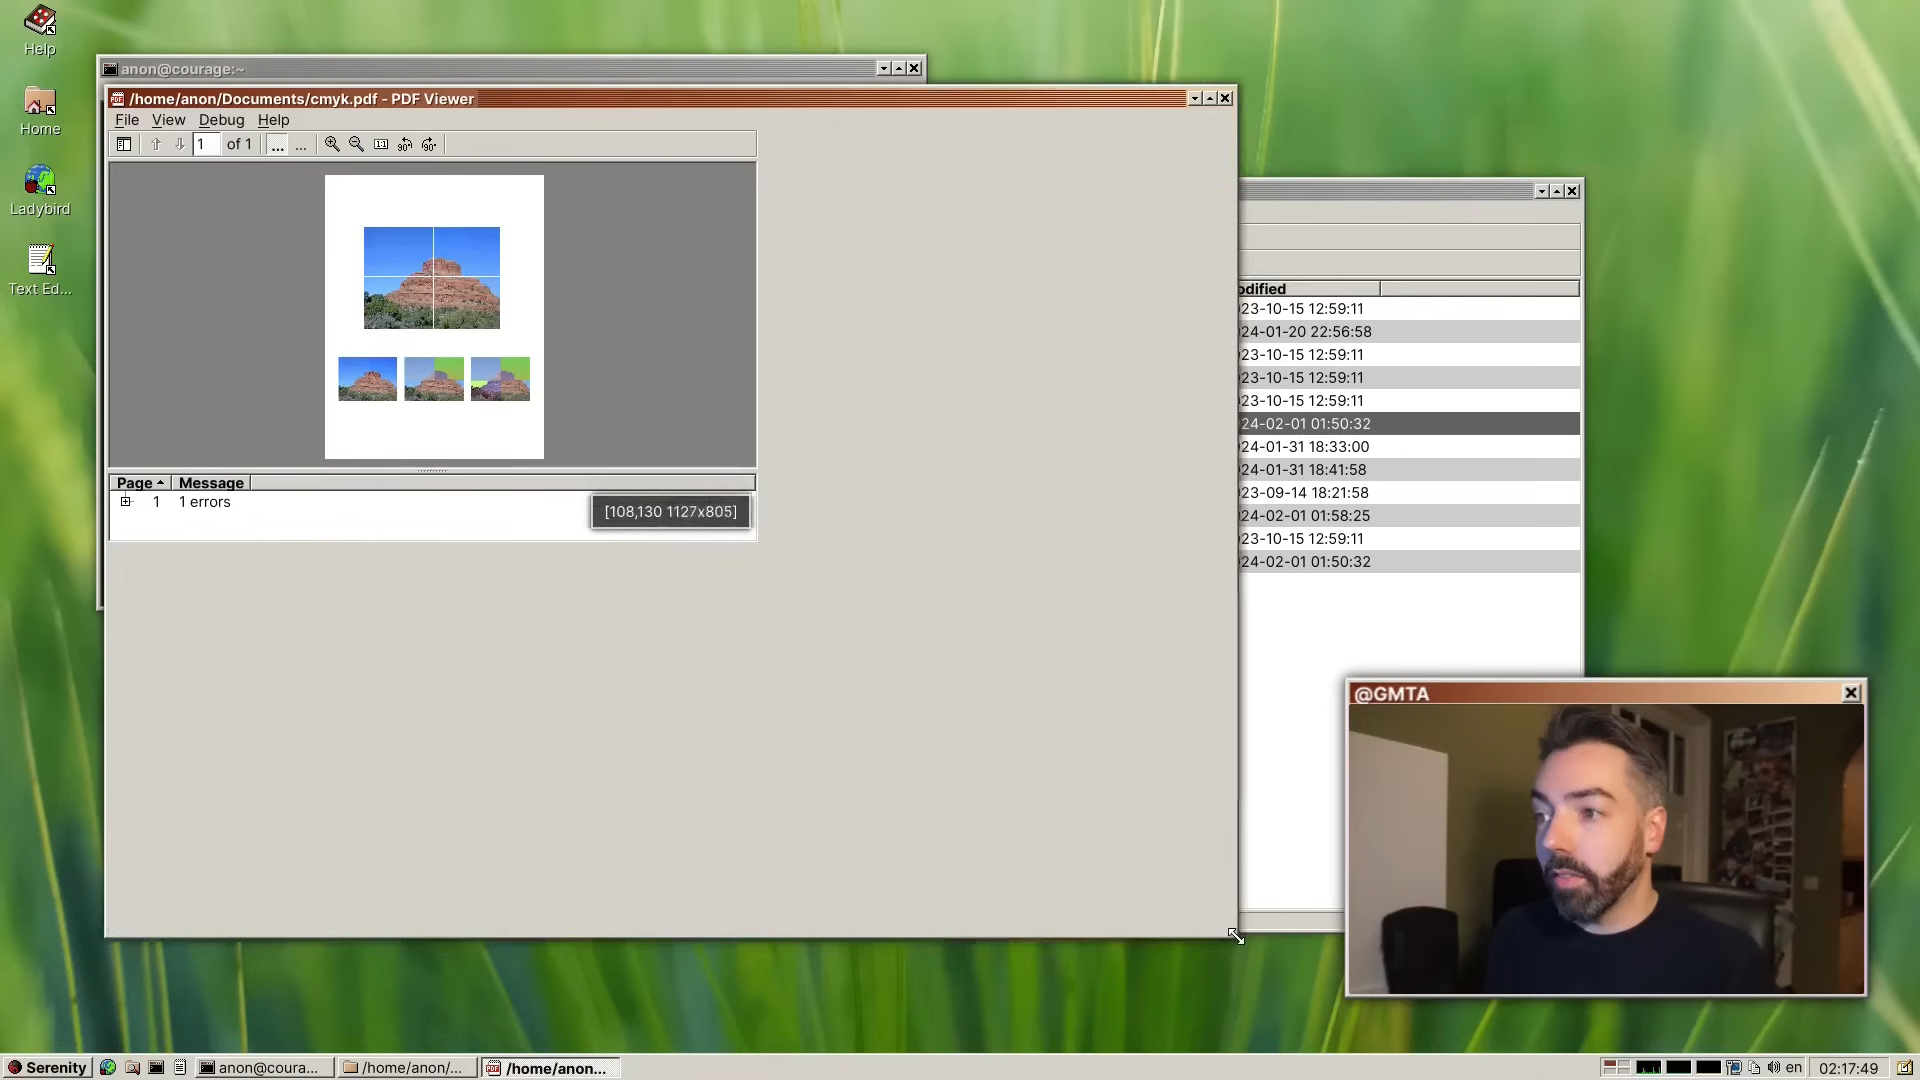 Help
Home
Ladybird
Text Ed...
anon@courage:~
/home/anon/Documents/cmyk.pdf - PDF Viewer
File View Debug Help
1 of 1 ... ... 1:1 90° 90°
Page Message
1 1 errors
[108,130 1127x805]
odified
23-10-15 12:59:11
24-01-20 22:56:58
23-10-15 12:59:11
23-10-15 12:59:11
23-10-15 12:59:11
24-02-01 01:50:32
24-01-31 18:33:00
24-01-31 18:41:58
23-09-14 18:21:58
24-02-01 01:58:25
23-10-15 12:59:11
24-02-01 01:50:32
@GMTA
Serenity anon@coura... /home/anon/... /home/anon... en 02:17:49